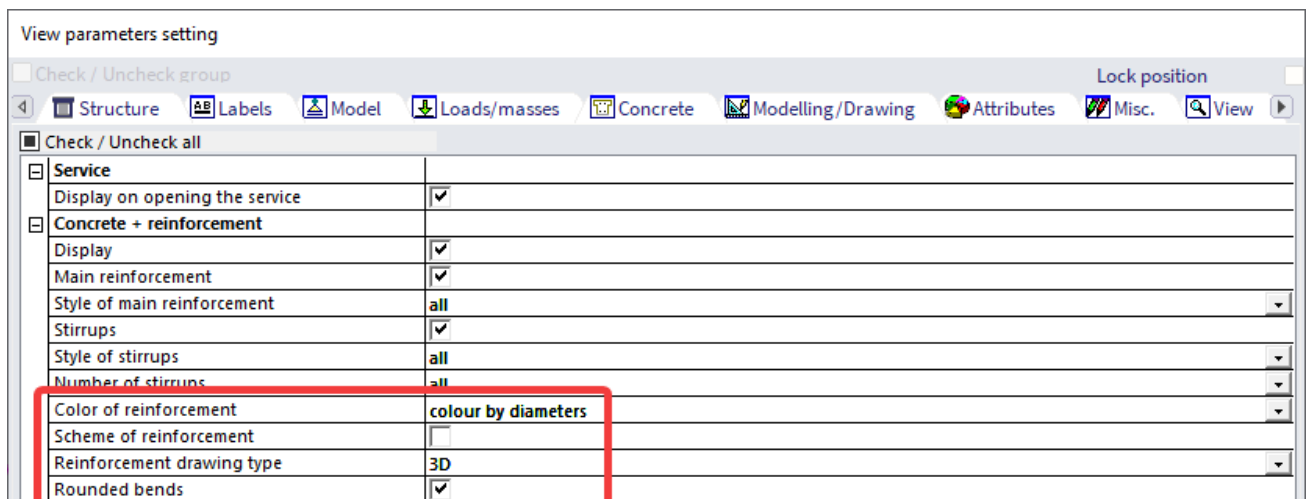 View parameters setting
Check / Uncheck group Lock position
Structure Labels Model Loads/masses Concrete Modelling/Drawing Attributes Misc. View
Check / Uncheck all
Service
Display on opening the service
Concrete + reinforcement
Display
Main reinforcement
Style of main reinforcement all
Stirrups
Style of stirrups all
Number of stirrups all
Color of reinforcement colour by diameters
Scheme of reinforcement
Reinforcement drawing type 3D
Rounded bends